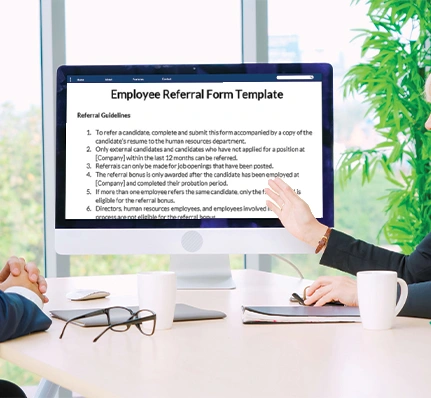 Employee Referral Form Template
Referral Guidelines
1. To refer a candidate, complete and submit this form accompanied by a copy of the
candidate's resume to the human resources department.
2. Only external candidates and candidates who have not applied for a position at
[Company] within the last 12 months can be referred.
3. Referrals can only be made for job openings that have been posted.
4. The referral bonus is only awarded after the candidate has been employed at
[Company] and completed their probation period.
5. If more than one employee refers the same candidate, only the is
eligible for the referral bonus.
6. Directors, human resources employees, and employees involved
process are not eligible for the referral bonus.